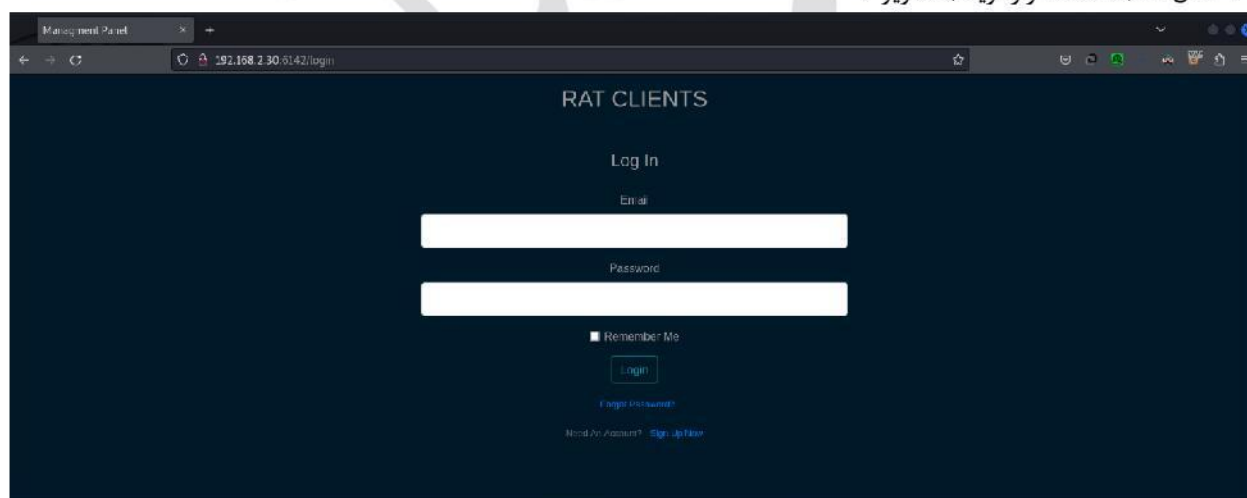 Managment Panel
192.168.2.30:6142/login
RAT CLIENTS
Log In
Email
Password
Remember Me
Login
Forgot Password?
Need An Account? Sign Up Now